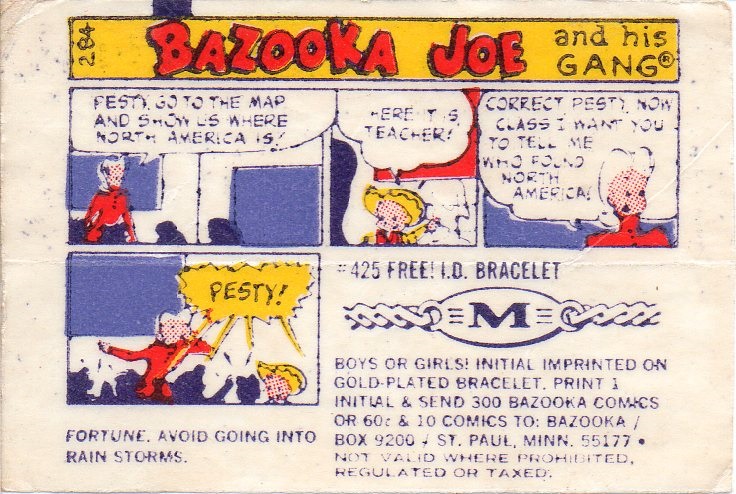 284
BAZOOKA JOE
and his
GANG®
PESTY, GO TO THE MAP
AND SHOW US WHERE
NORTH AMERICA IS!
HERE IT IS,
TEACHER!
CORRECT PESTY, NOW
CLASS I WANT YOU
TO TELL ME
WHO FOUND
NORTH
AMERICA!
PESTY!
#425 FREE! I.D. BRACELET
M
BOYS OR GIRLS! INITIAL IMPRINTED ON
GOLD-PLATED BRACELET. PRINT 1
INITIAL & SEND 300 BAZOOKA COMICS
OR 60¢ & 10 COMICS TO: BAZOOKA /
BOX 9200 / ST. PAUL, MINN. 55177 •
NOT VALID WHERE PROHIBITED,
REGULATED OR TAXED.
FORTUNE. AVOID GOING INTO
RAIN STORMS.